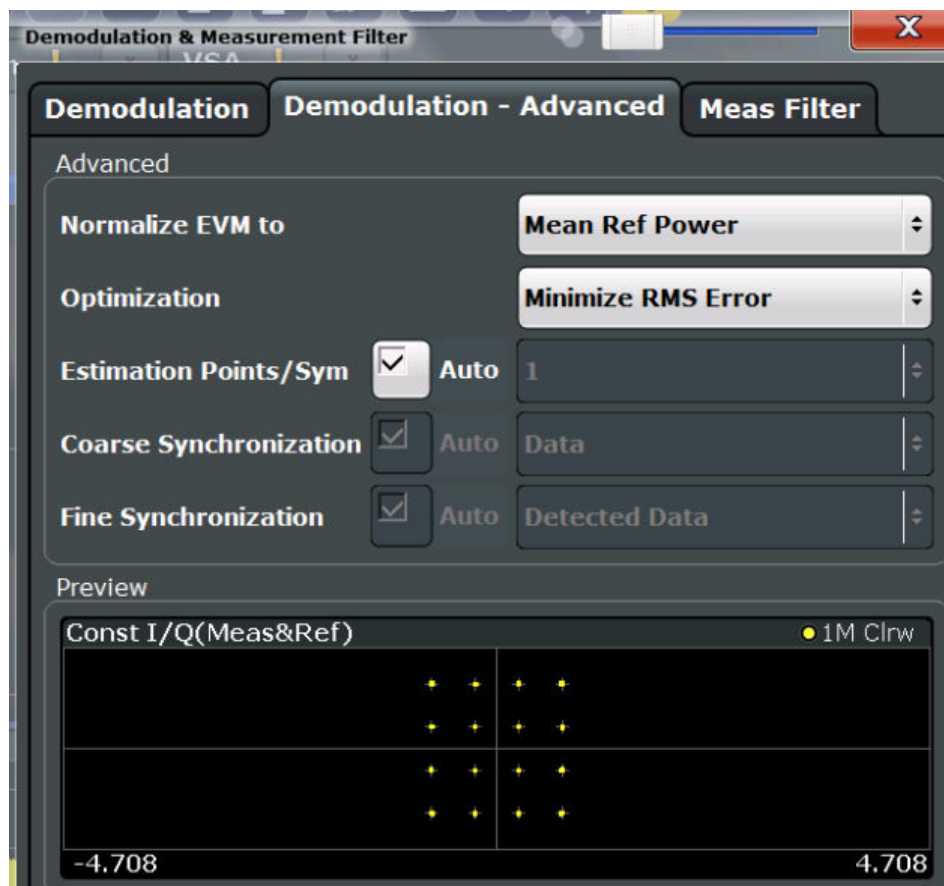 Demodulation & Measurement Filter
VSA
Demodulation
Demodulation - Advanced
Meas Filter
Advanced
Normalize EVM to
Mean Ref Power
Optimization
Minimize RMS Error
Estimation Points/Sym
Auto
1
Coarse Synchronization
Auto
Data
Fine Synchronization
Auto
Detected Data
Preview
Const I/Q(Meas&Ref)
1M Clrw
-4.708
4.708